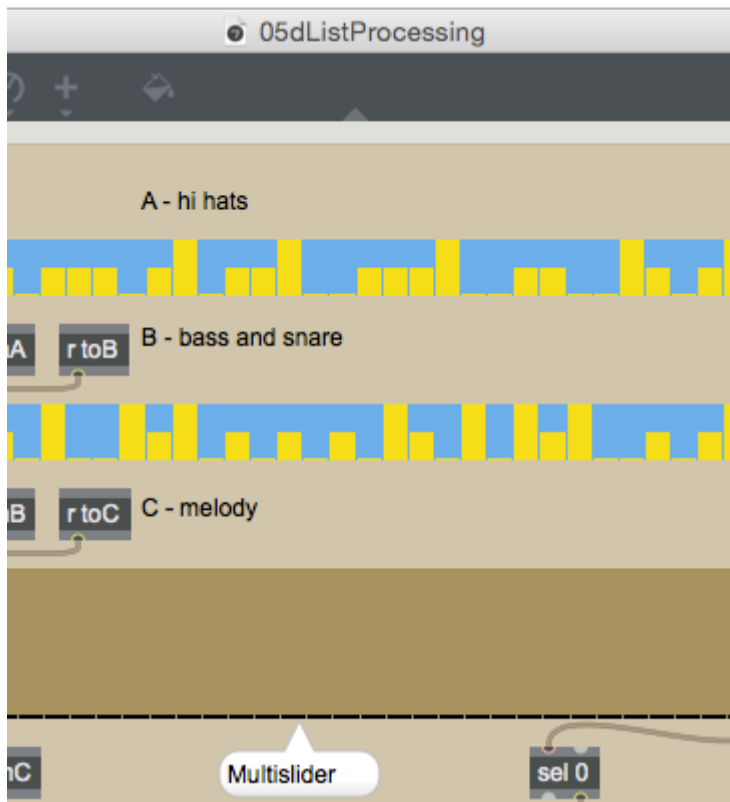 05dListProcessing
A - hi hats
r toB
B - bass and snare
r toC
C - melody
Multislider
sel 0